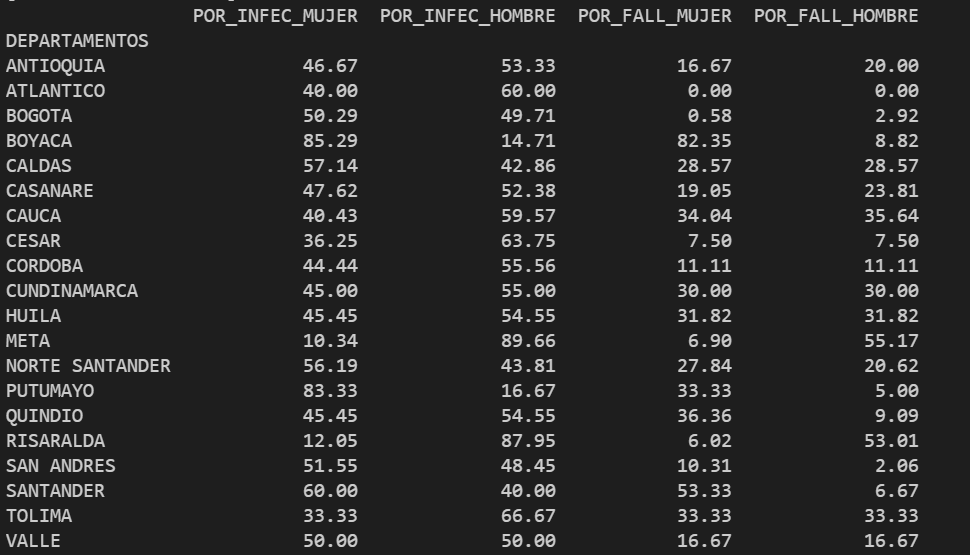 POR_INFEC_MUJER POR_INFEC_HOMBRE POR_FALL_MUJER POR_FALL_HOMBRE
DEPARTAMENTOS
ANTIOQUIA 46.67 53.33 16.67 20.00
ATLANTICO 40.00 60.00 0.00 0.00
BOGOTA 50.29 49.71 0.58 2.92
BOYACA 85.29 14.71 82.35 8.82
CALDAS 57.14 42.86 28.57 28.57
CASANARE 47.62 52.38 19.05 23.81
CAUCA 40.43 59.57 34.04 35.64
CESAR 36.25 63.75 7.50 7.50
CORDOBA 44.44 55.56 11.11 11.11
CUNDINAMARCA 45.00 55.00 30.00 30.00
HUILA 45.45 54.55 31.82 31.82
META 10.34 89.66 6.90 55.17
NORTE SANTANDER 56.19 43.81 27.84 20.62
PUTUMAYO 83.33 16.67 33.33 5.00
QUINDIO 45.45 54.55 36.36 9.09
RISARALDA 12.05 87.95 6.02 53.01
SAN ANDRES 51.55 48.45 10.31 2.06
SANTANDER 60.00 40.00 53.33 6.67
TOLIMA 33.33 66.67 33.33 33.33
VALLE 50.00 50.00 16.67 16.67